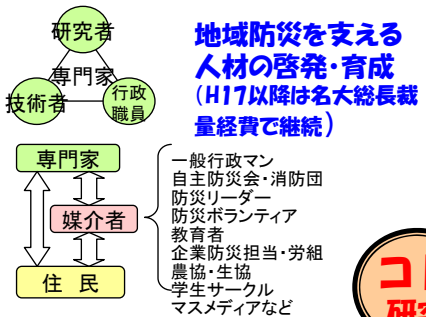 研究者
専門家
技術者
行政
職員
地域防災を支える
人材の啓発・育成
(H17以降は名大総長裁
量経費で継続)
専門家
媒介者
住 民
一般行政マン
自主防災会・消防団
防災リーダー
防災ボランティア
教育者
企業防災担当・労組
農協・生協
学生サークル
マスメディアなど
コ
研究